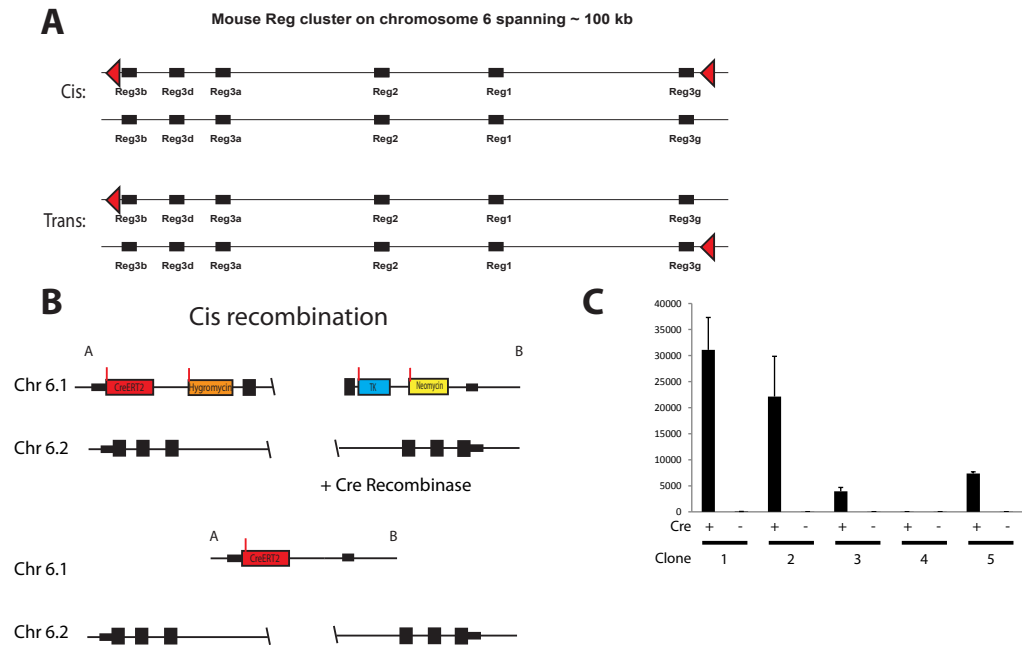 A
Mouse Reg cluster on chromosome 6 spanning ~ 100 kb
Cis:
Reg3b Reg3d Reg3a Reg2 Reg1 Reg3g
Reg3b Reg3d Reg3a Reg2 Reg1 Reg3g
Trans:
Reg3b Reg3d Reg3a Reg2 Reg1 Reg3g
Reg3b Reg3d Reg3a Reg2 Reg1 Reg3g
B
Cis recombination
A B
Chr 6.1 CreERT2 Hygromycin TK Neomycin
Chr 6.2
+ Cre Recombinase
A B
Chr 6.1 CreERT2
Chr 6.2
C
40000
35000
30000
25000
20000
15000
10000
5000
0
Cre + - + - + - + - + -
Clone 1 2 3 4 5